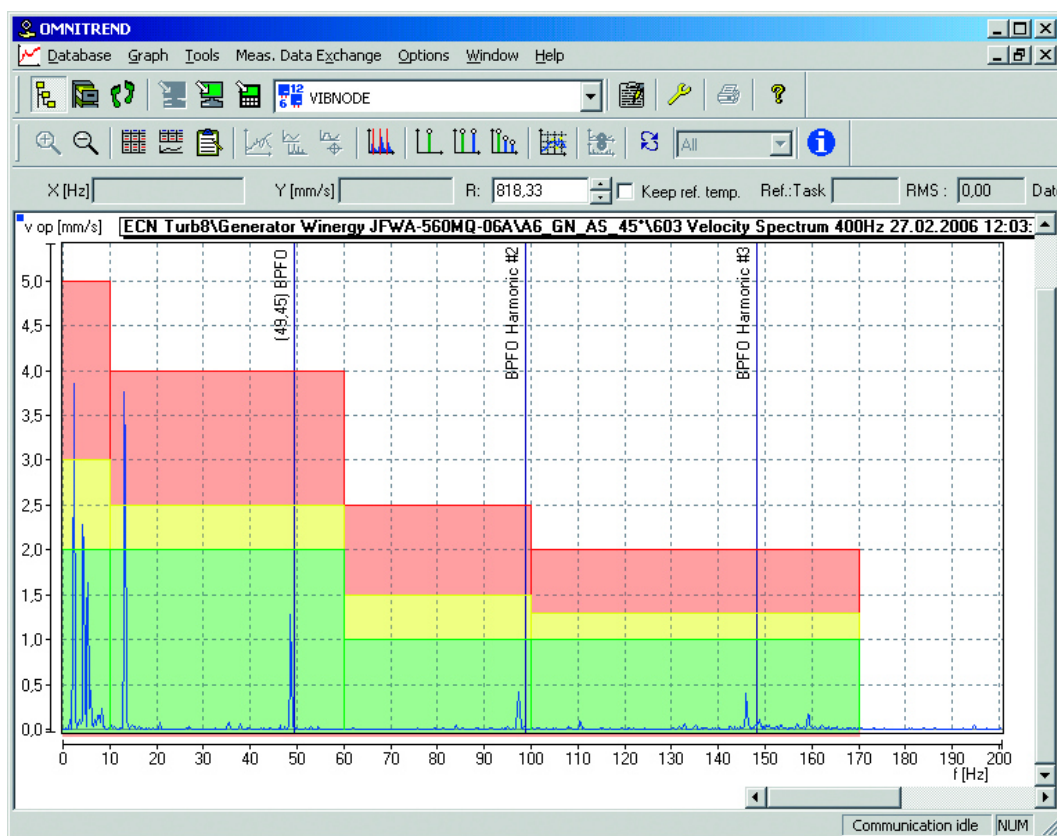 OMNITREND
Database Graph Tools Meas. Data Exchange Options Window Help
12
6
VIBNODE
?
All
i
X [Hz] Y [mm/s] R: 818,33 Keep ref. temp. Ref.:Task RMS : 0,00 Dat
v op [mm/s] ECN Turb8\Generator Winergy JFWA-560MQ-06A\A6_GN_AS_45°\603 Velocity Spectrum 400Hz 27.02.2006 12:03:
(49,45) BPFO
BPFO Harmonic #2
BPFO Harmonic #3
5,0
4,5
4,0
3,5
3,0
2,5
2,0
1,5
1,0
0,5
0,0
0 10 20 30 40 50 60 70 80 90 100 110 120 130 140 150 160 170 180 190 200
f [Hz]
Communication idle NUM